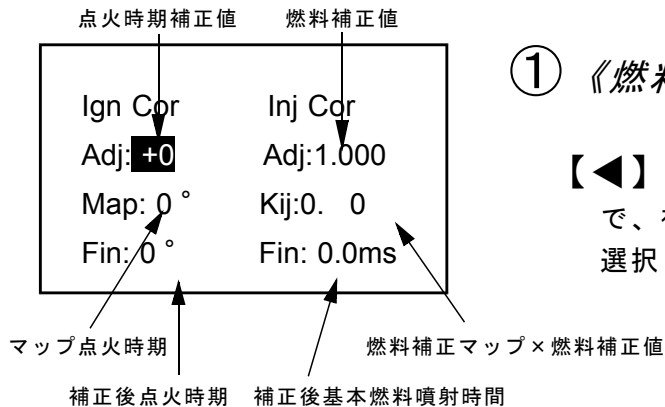 点火時期補正値 燃料補正値
Ign Cor Inj Cor
Adj: +0 Adj:1.000
Map: 0 ° Kij:0. 0
Fin: 0 ° Fin: 0.0ms
マップ点火時期 燃料補正マップ×燃料補正値
補正後点火時期 補正後基本燃料噴射時間
① 《燃
【◀】
で、
選択